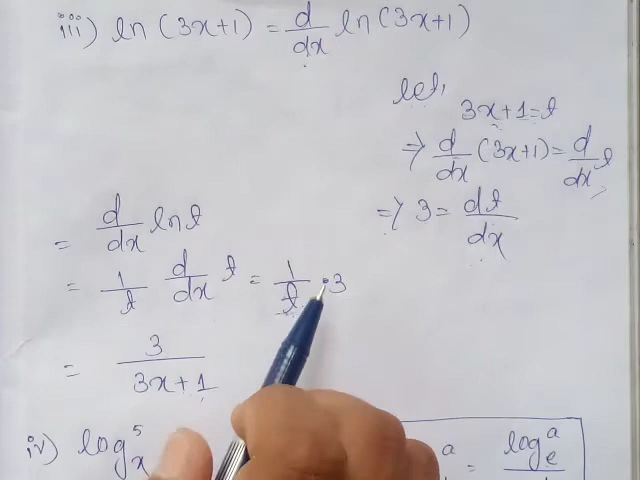 iii) ln (3x+1) = d/dx ln (3x+1)
let,
3x+1=t
⇒ d/dx (3x+1) = d/dx t
⇒ 3 = dt/dx
= d/dx ln t
= 1/t d/dx t = 1/t · 3
= 3/(3x+1)
iv) log_x^5
a = log_e^a